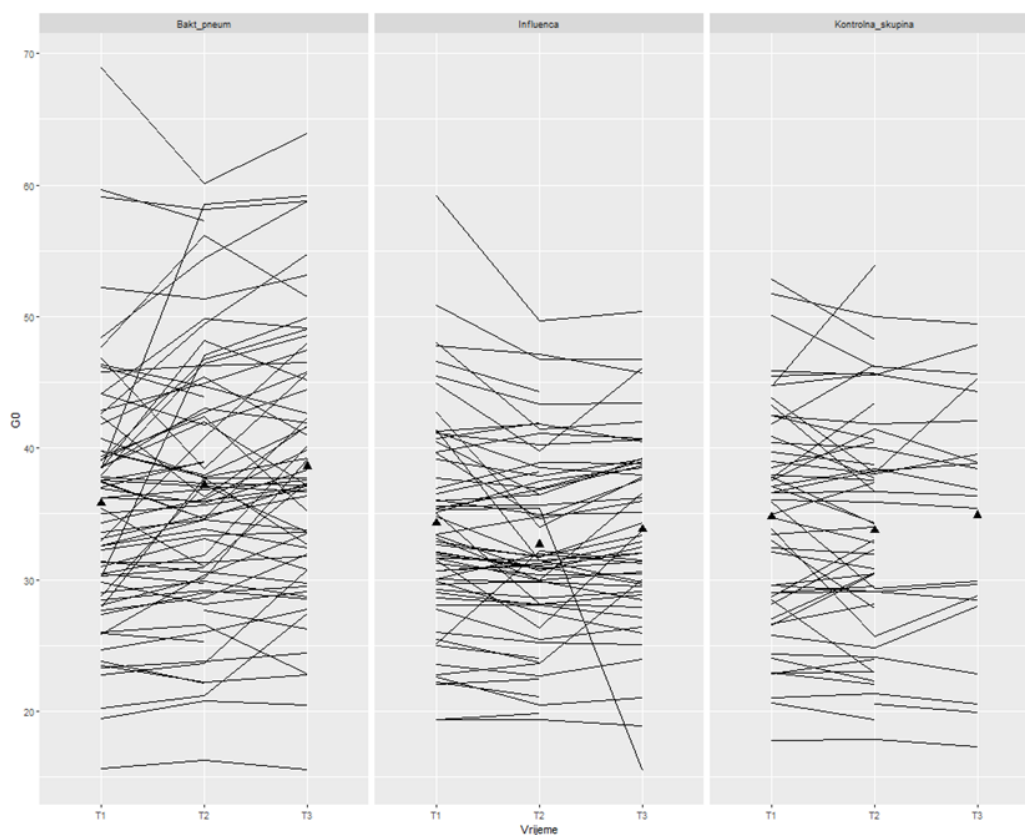 Bakt_pneum
Influenca
Kontrolna_skupina
70
60
50
40
30
20
G0
T1 T2 T3
T1 T2 T3
T1 T2 T3
Vrijeme